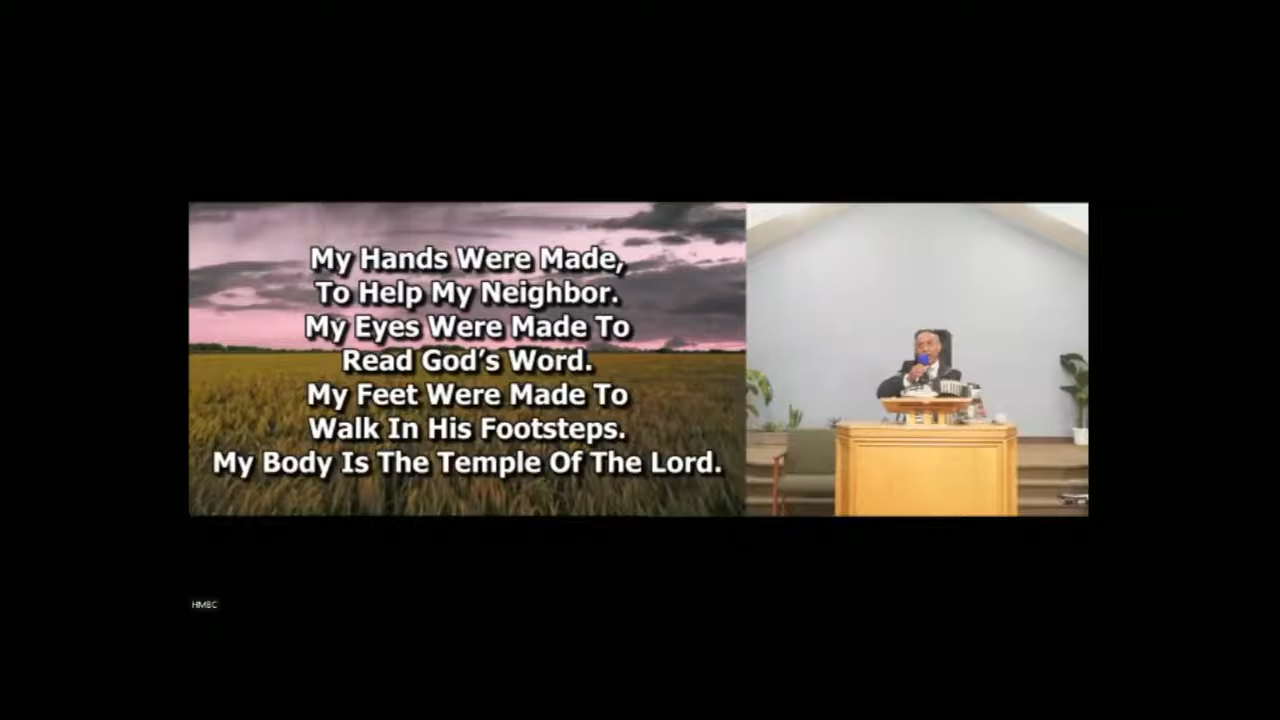 My Hands Were Made,
To Help My Neighbor.
My Eyes Were Made To
Read God's Word.
My Feet Were Made To
Walk In His Footsteps.
My Body Is The Temple Of The Lord.
HMBC